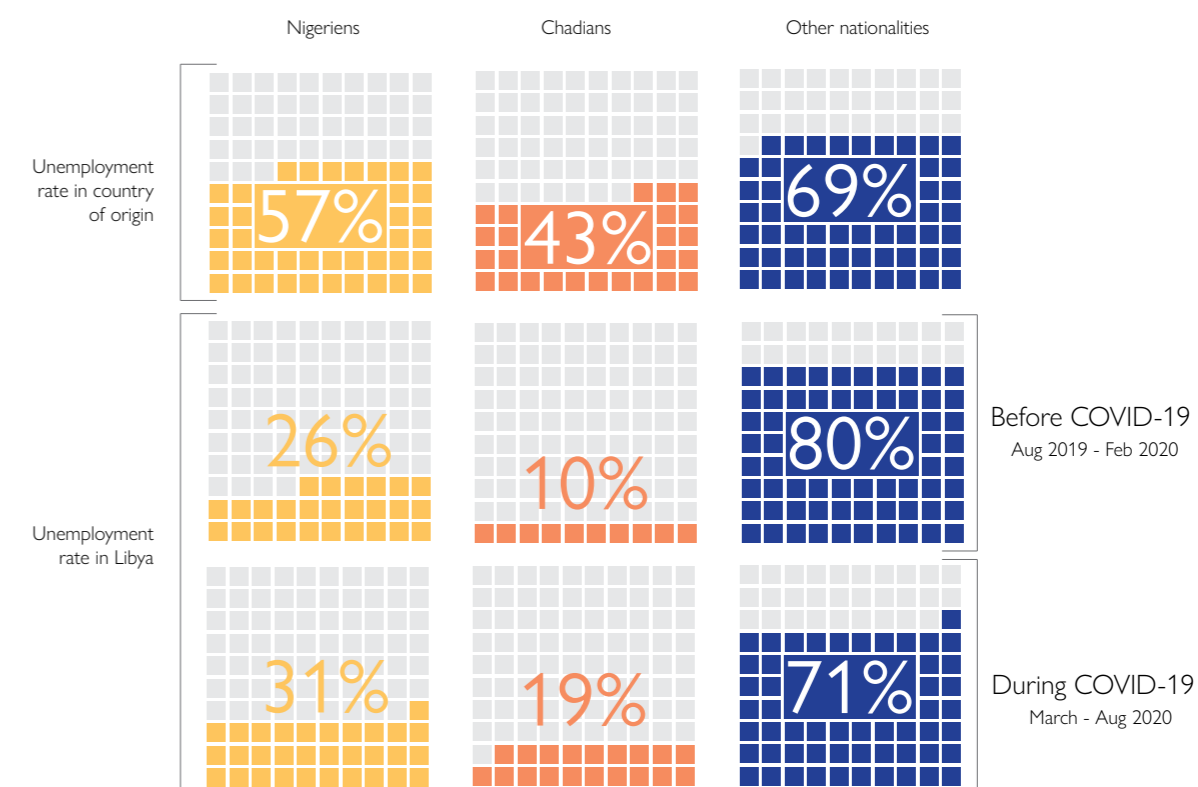 Nigeriens
Chadians
Other nationalities
Unemployment
rate in country
of origin
57%
43%
69%
26%
10%
80%
Before COVID-19
Aug 2019 - Feb 2020
Unemployment
rate in Libya
31%
19%
71%
During COVID-19
March - Aug 2020